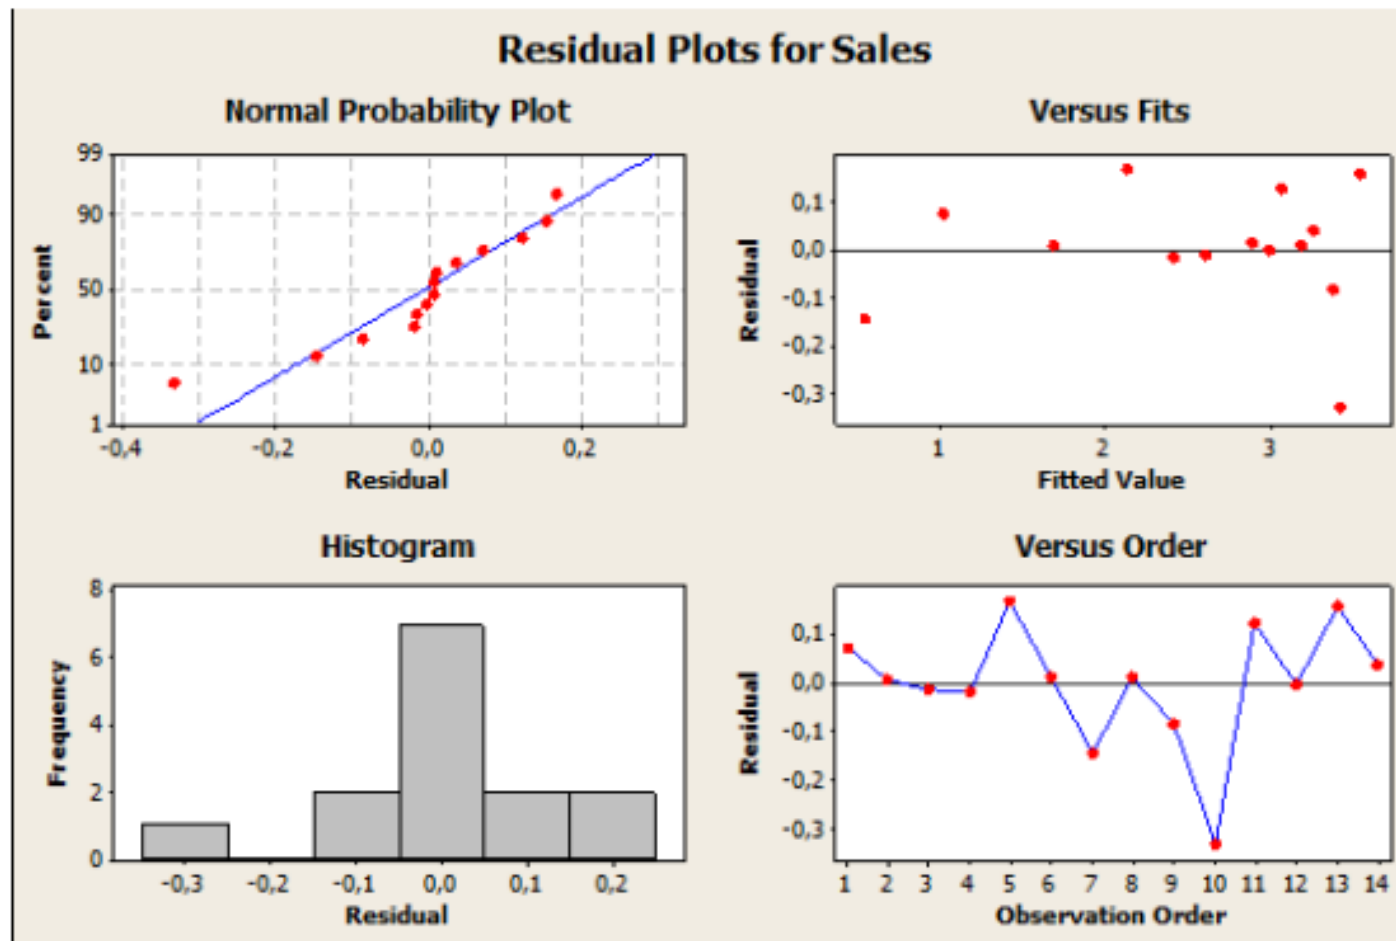 Residual Plots for Sales
Normal Probability Plot
99
90
50
10
1
Percent
-0,4 -0,2 0,0 0,2
Residual
Versus Fits
0,1
0,0
-0,1
-0,2
-0,3
Residual
1 2 3
Fitted Value
Histogram
8
6
4
2
0
Frequency
-0,3 -0,2 -0,1 0,0 0,1 0,2
Residual
Versus Order
0,1
0,0
-0,1
-0,2
-0,3
Residual
1 2 3 4 5 6 7 8 9 10 11 12 13 14
Observation Order